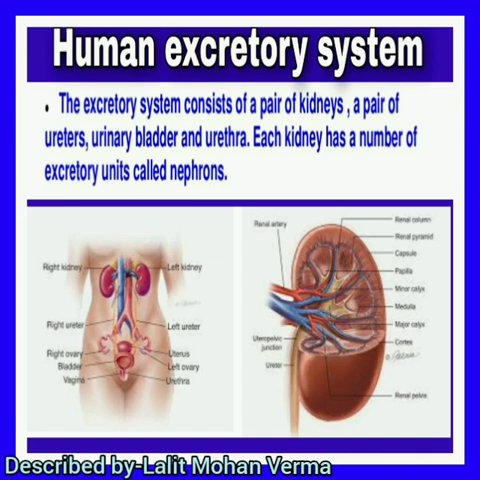 Human excretory system
• The excretory system consists of a pair of kidneys , a pair of
ureters, urinary bladder and urethra. Each kidney has a number of
excretory units called nephrons.
Right kidney
Left kidney
Right ureter
Left ureter
Right ovary
Uterus
Bladder
Left ovary
Vagina
Urethra
Renal artery
Renal column
Renal pyramid
Capsule
Papilla
Minor calyx
Medulla
Major calyx
Ureteropelvic
junction
Cortex
Ureter
Renal pelvis
Described by-Lalit Mohan Verma